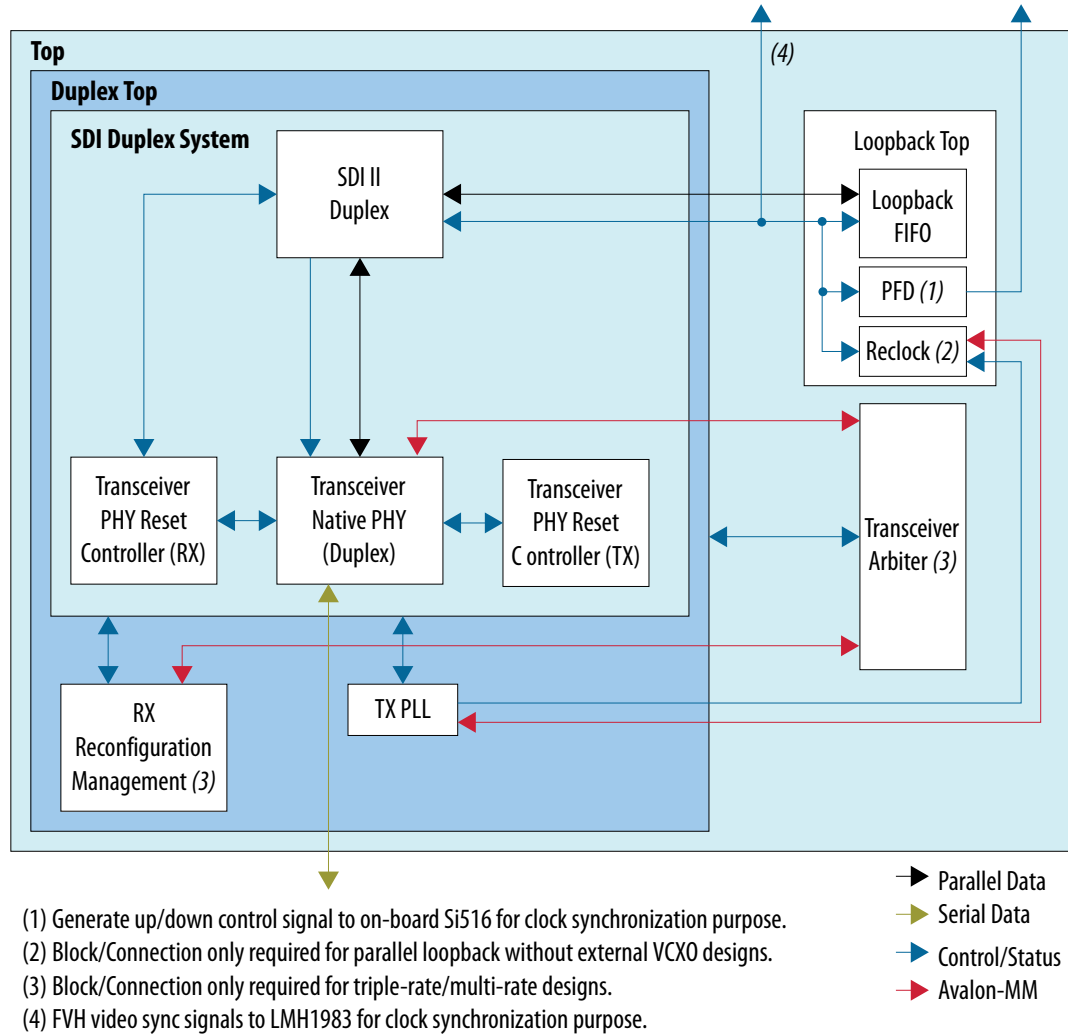 Top
(4)
Duplex Top
SDI Duplex System
SDI II
Duplex
Loopback Top
Loopback
FIFO
PFD (1)
Reclock (2)
Transceiver
PHY Reset
Controller (RX)
Transceiver
Native PHY
(Duplex)
Transceiver
PHY Reset
C ontroller (TX)
Transceiver
Arbiter (3)
RX
Reconfiguration
Management (3)
TX PLL
Parallel Data
Serial Data
Control/Status
Avalon-MM
(1) Generate up/down control signal to on-board Si516 for clock synchronization purpose.
(2) Block/Connection only required for parallel loopback without external VCXO designs.
(3) Block/Connection only required for triple-rate/multi-rate designs.
(4) FVH video sync signals to LMH1983 for clock synchronization purpose.